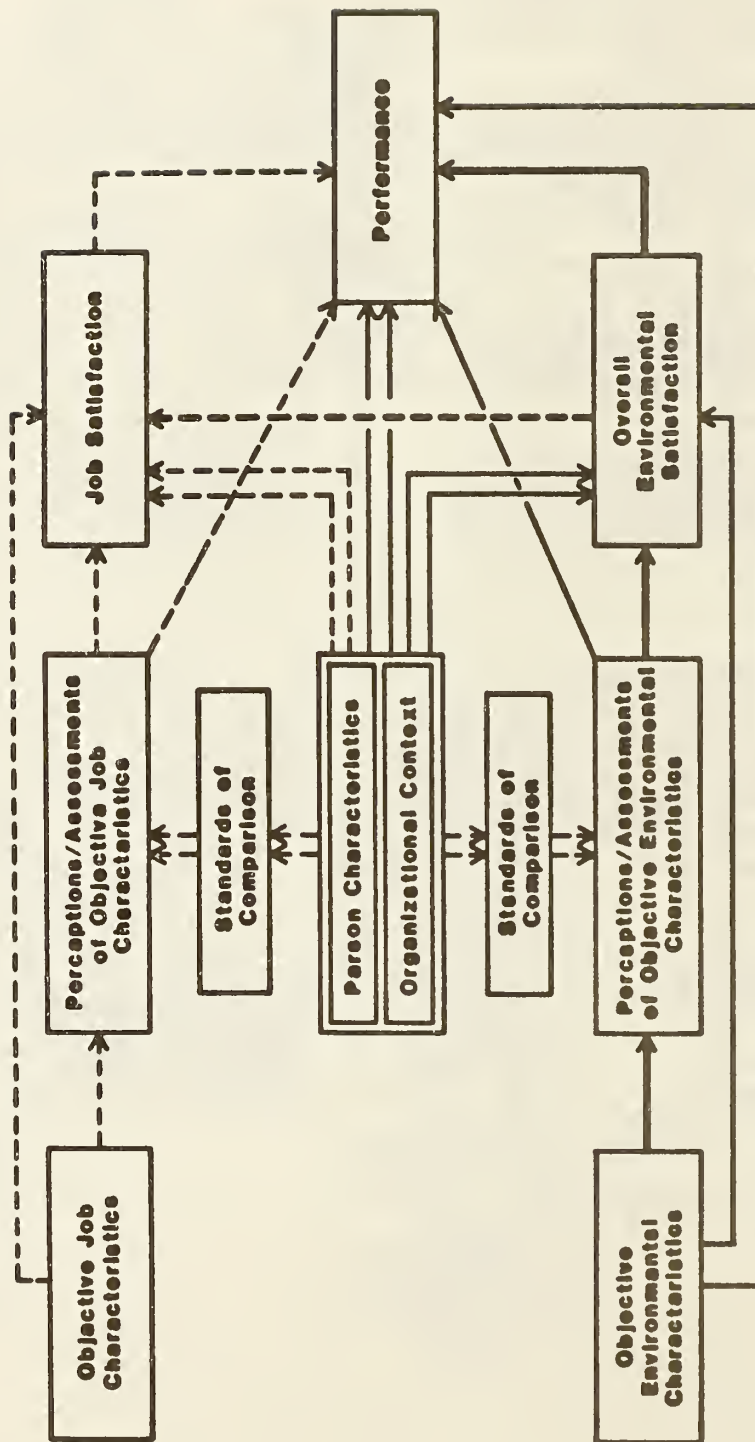 Objective Job
Characteristics
Perceptions/Assessments
of Objective Job
Characteristics
Job Satisfaction
Standards of
Comparison
Person Characteristics
Organizational Context
Performance
Standards of
Comparison
Objective
Environmental
Characteristics
Perceptions/Assessments
of Objective Environmental
Characteristics
Overall
Environmental
Satisfaction